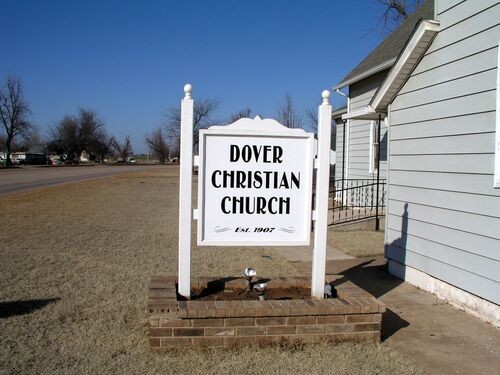 DOVER
CHRISTIAN
CHURCH
Est. 1907